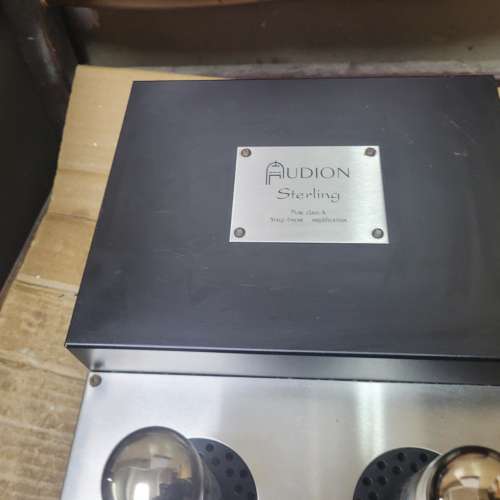 AUDION
Sterling
Pure class A
Single-ended amplification